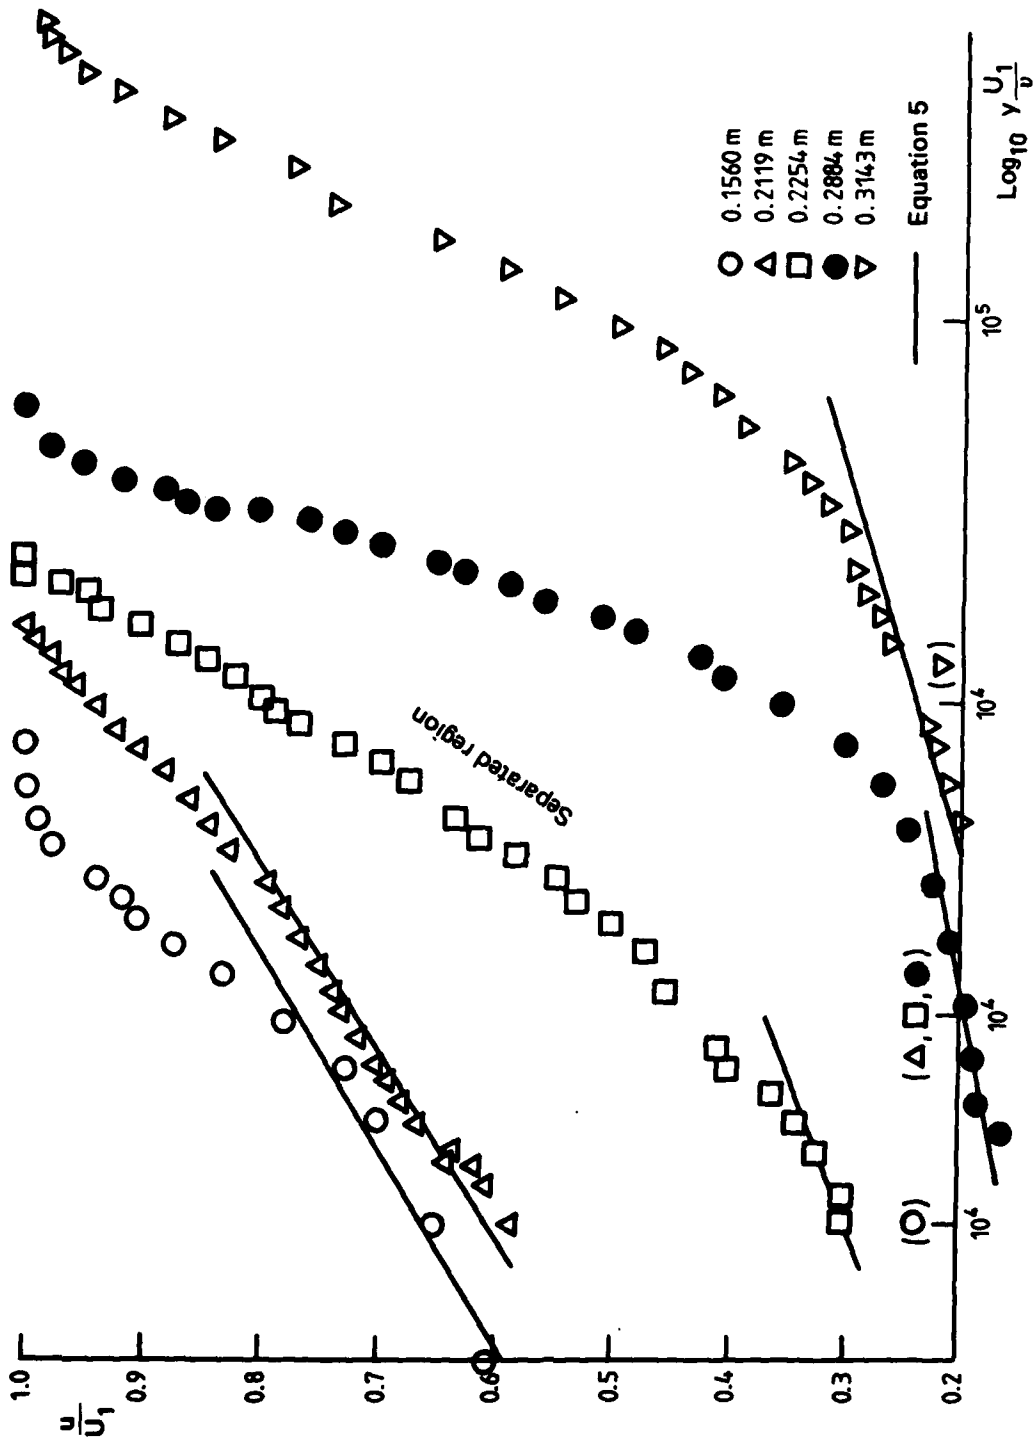 u
U₁
1.0
0.9
0.8
0.7
0.6
0.5
0.4
0.3
0.2
Separated region
○ 0.1560 m
△ 0.2119 m
□ 0.2254 m
● 0.2884 m
▽ 0.3143 m
Equation 5
(○)
(△, □, ●)
(▽)
10⁴
10⁴
10⁴
10⁵
Log₁₀ y U₁
ν